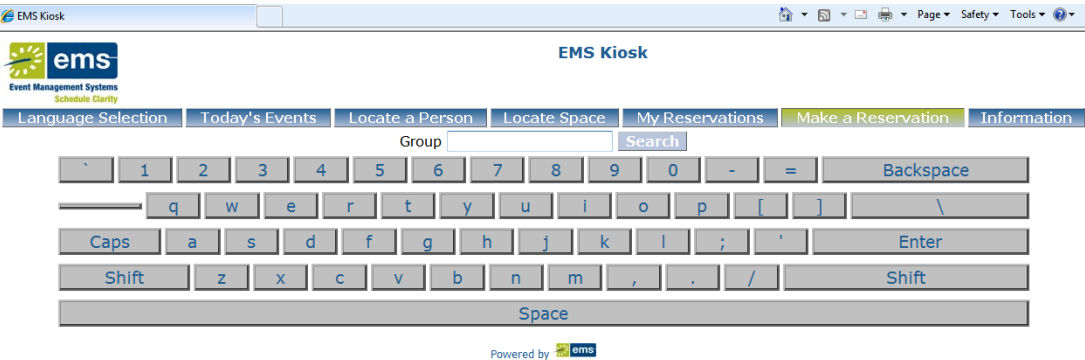 EMS Kiosk
Page Safety Tools
ems
Event Management Systems
Schedule Clarity
EMS Kiosk
Language Selection Today's Events Locate a Person Locate Space My Reservations Make a Reservation Information
Group Search
` 1 2 3 4 5 6 7 8 9 0 - = Backspace
q w e r t y u i o p [ ] \
Caps a s d f g h j k l ; ' Enter
Shift z x c v b n m , . / Shift
Space
Powered by ems